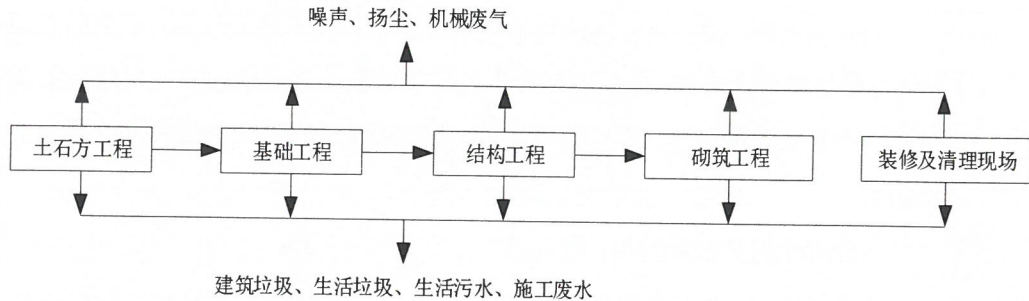 噪声、扬尘、机械废气
土石方工程
基础工程
结构工程
砌筑工程
装修及清理现场
建筑垃圾、生活垃圾、生活污水、施工废水